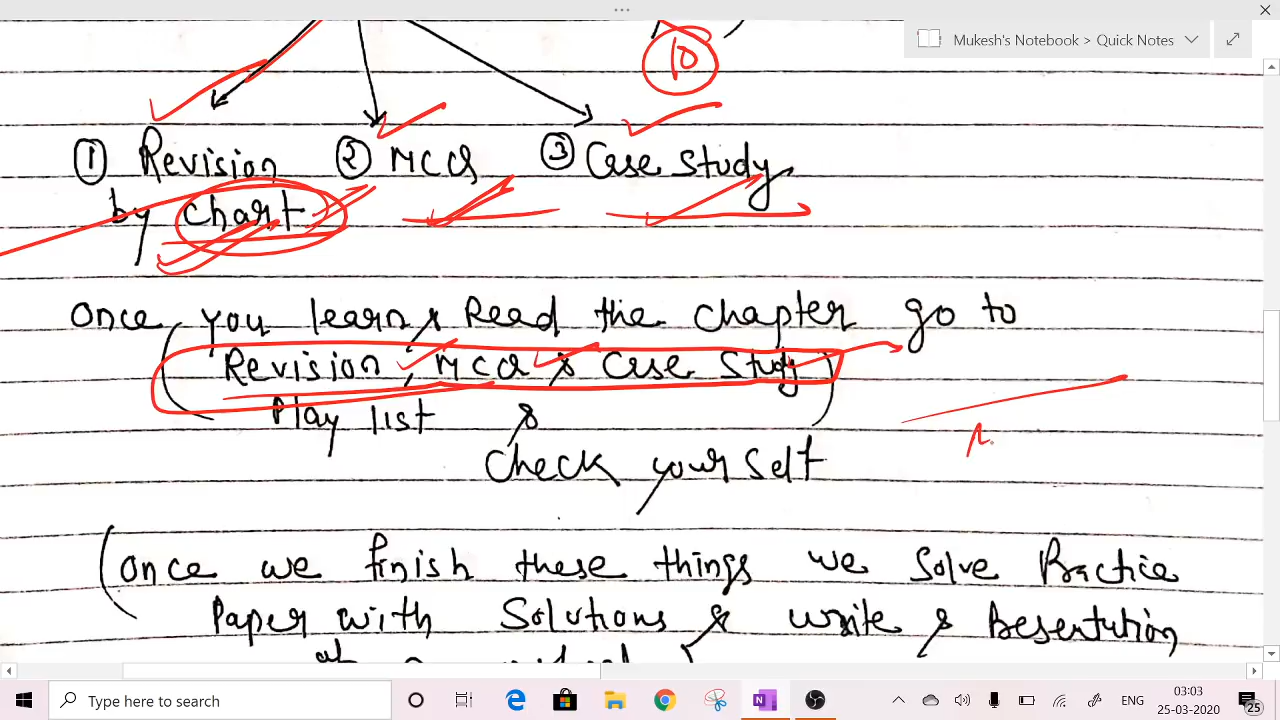 Mukesh's Notebook > Quick Notes
10
① Revision ② MCQ ③ Case Study
by chart
Once you learn & Read the chapter go to
(Revision, MCQ & Case Study)
Play list &
Check yourself
(Once we finish these things we Solve Practice
Paper with Solutions & write & Presentation
Type here to search
ENG
03:03
25-03-2020
25